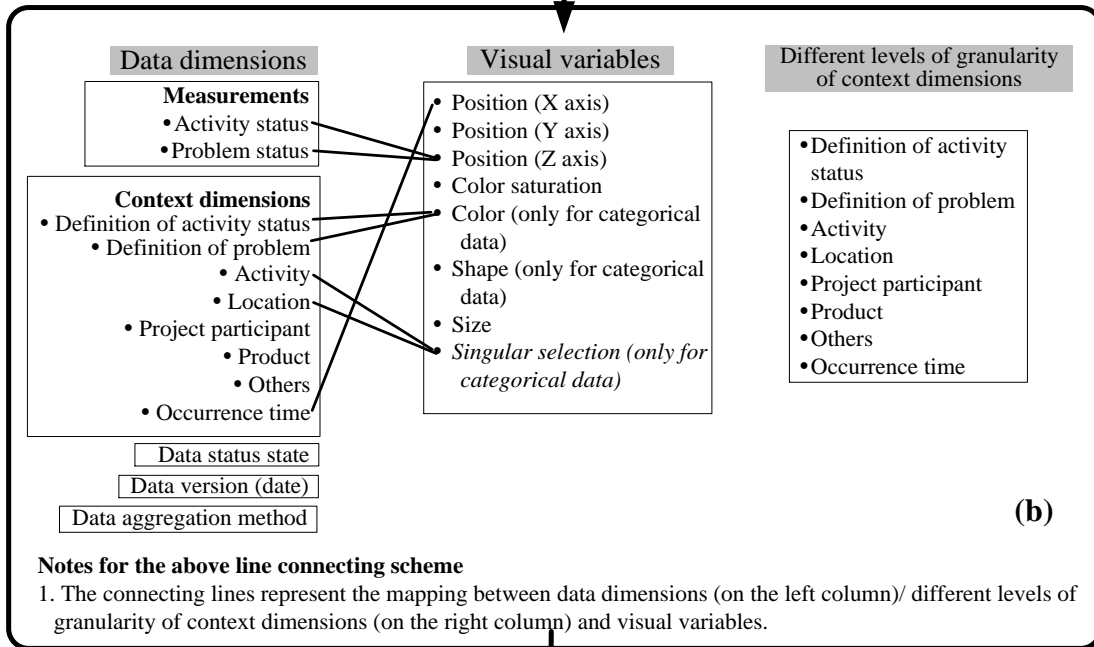 Data dimensions
Measurements
• Activity status
• Problem status
Context dimensions
• Definition of activity status
• Definition of problem
• Activity
• Location
• Project participant
• Product
• Others
• Occurrence time
Data status state
Data version (date)
Data aggregation method
Visual variables
• Position (X axis)
• Position (Y axis)
• Position (Z axis)
• Color saturation
• Color (only for categorical
data)
• Shape (only for categorical
data)
• Size
• Singular selection (only for
categorical data)
Different levels of granularity
of context dimensions
• Definition of activity
status
• Definition of problem
• Activity
• Location
• Project participant
• Product
• Others
• Occurrence time
(b)
Notes for the above line connecting scheme
1. The connecting lines represent the mapping between data dimensions (on the left column)/ different levels of
granularity of context dimensions (on the right column) and visual variables.